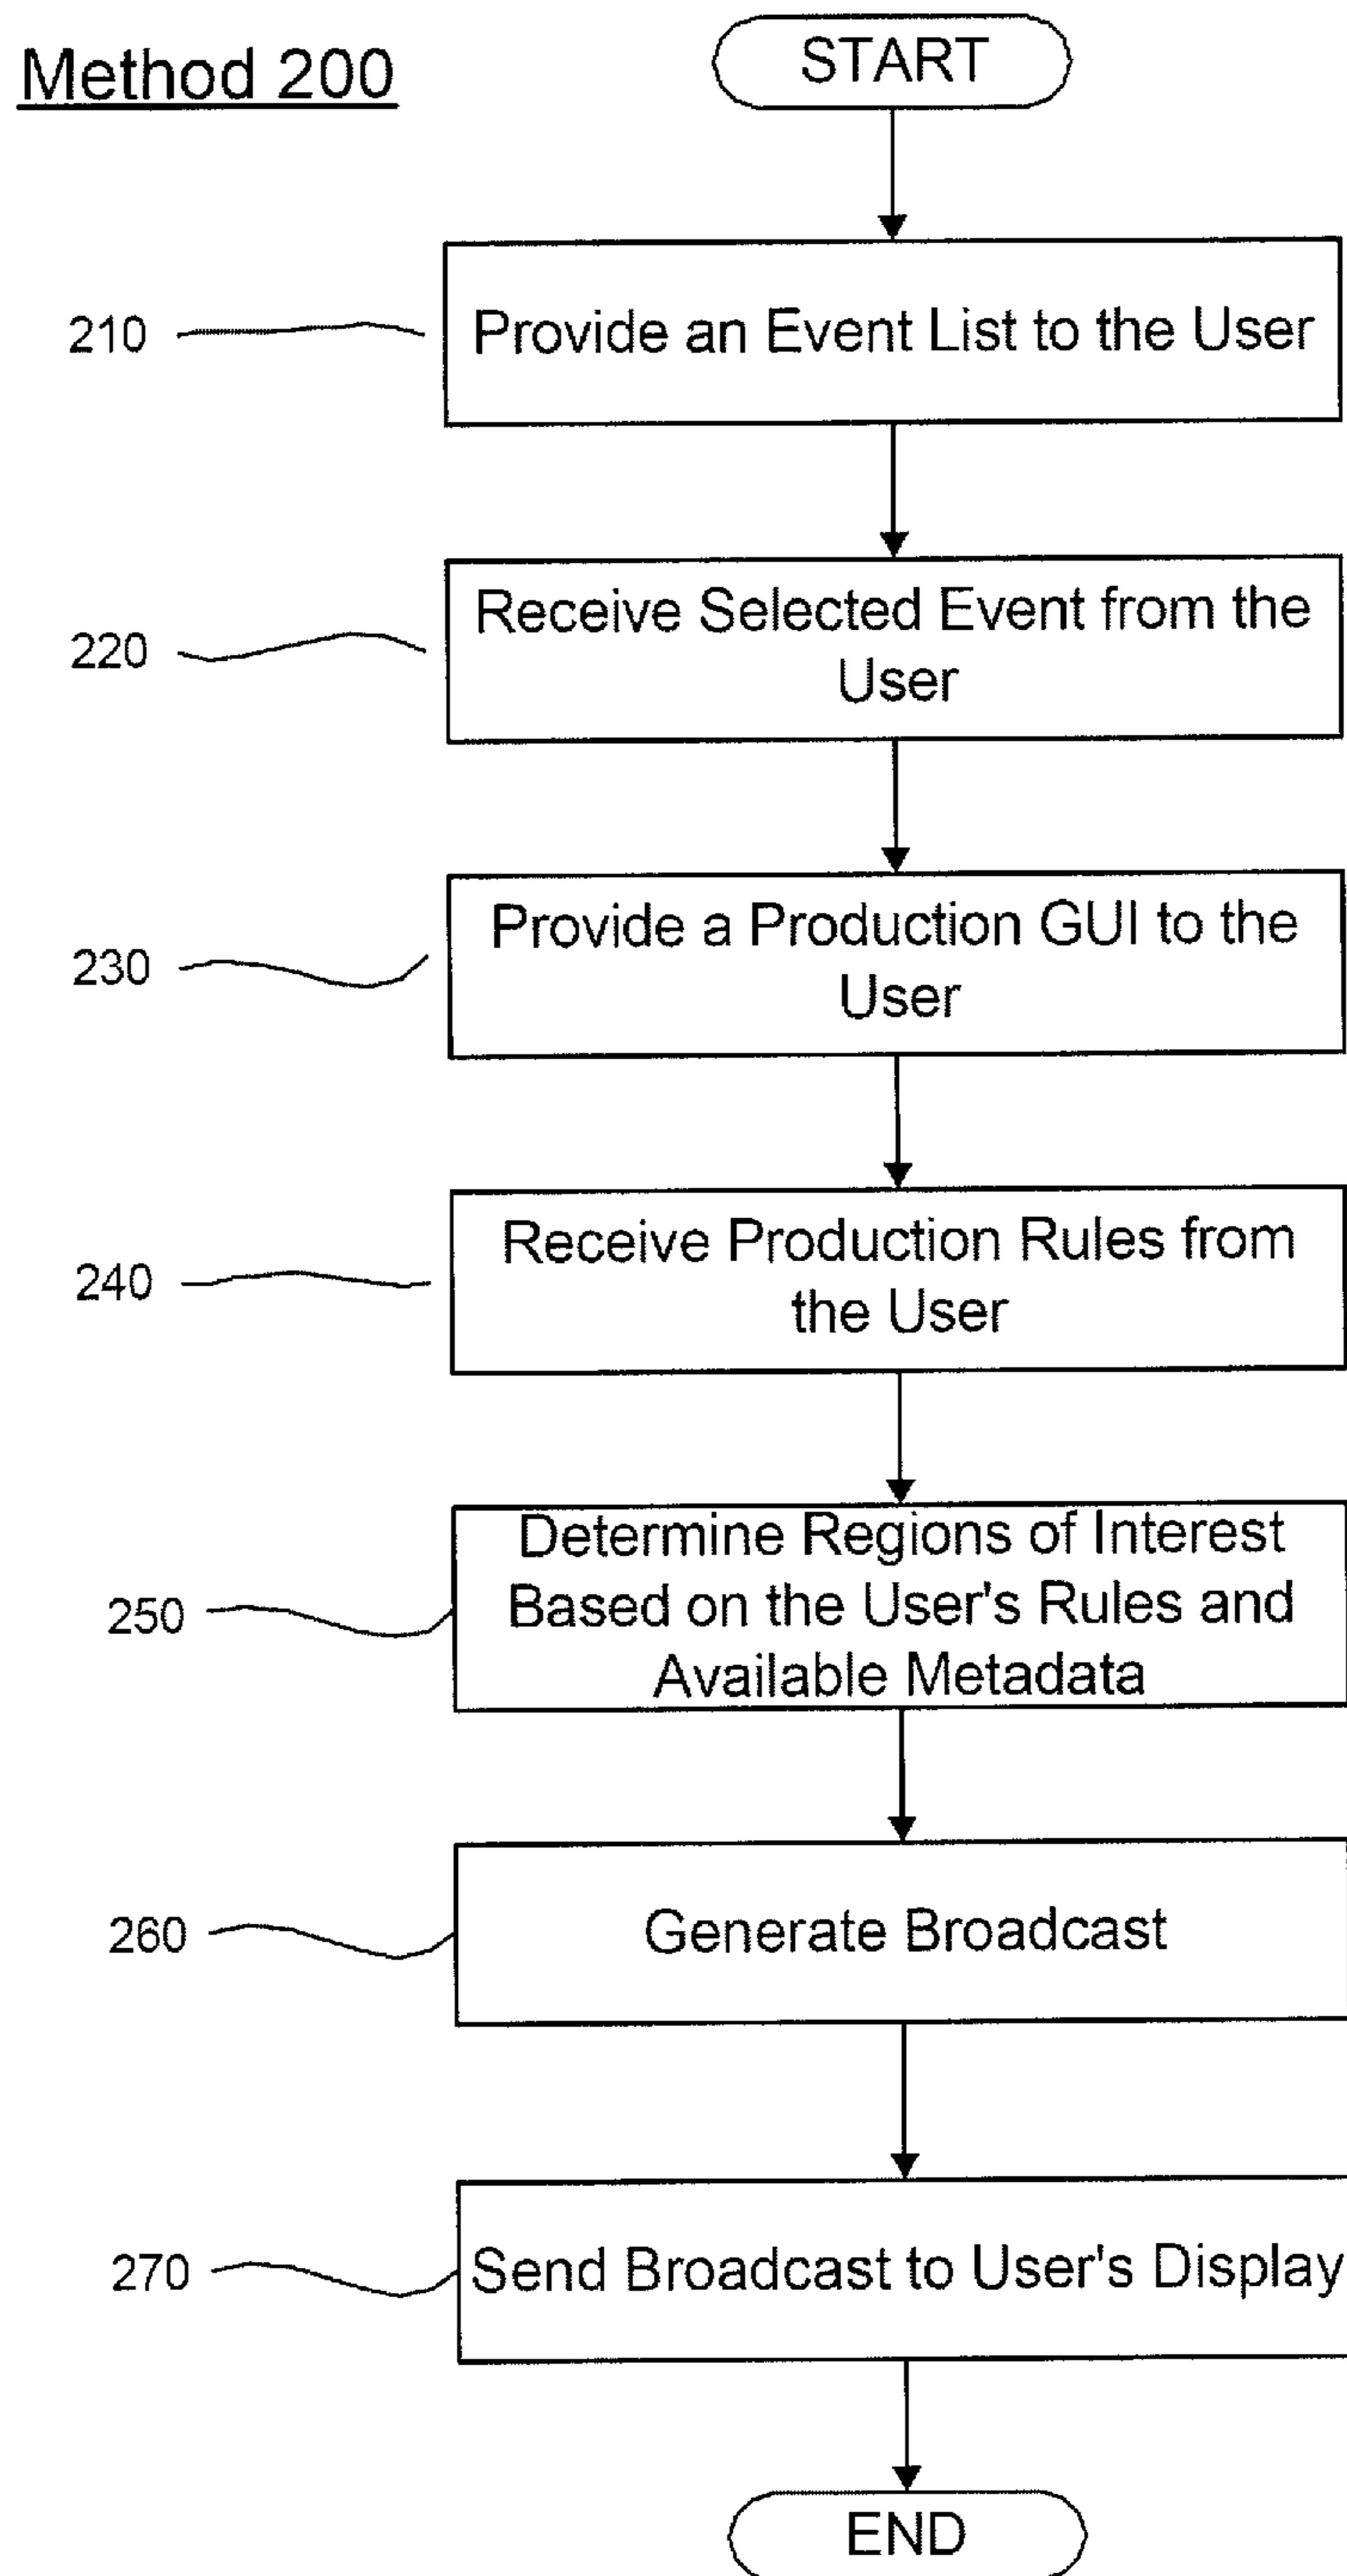 Method 200
START
210
Provide an Event List to the User
220
Receive Selected Event from the
User
230
Provide a Production GUI to the
User
240
Receive Production Rules from
the User
250
Determine Regions of Interest
Based on the User's Rules and
Available Metadata
260
Generate Broadcast
270
Send Broadcast to User's Display
END